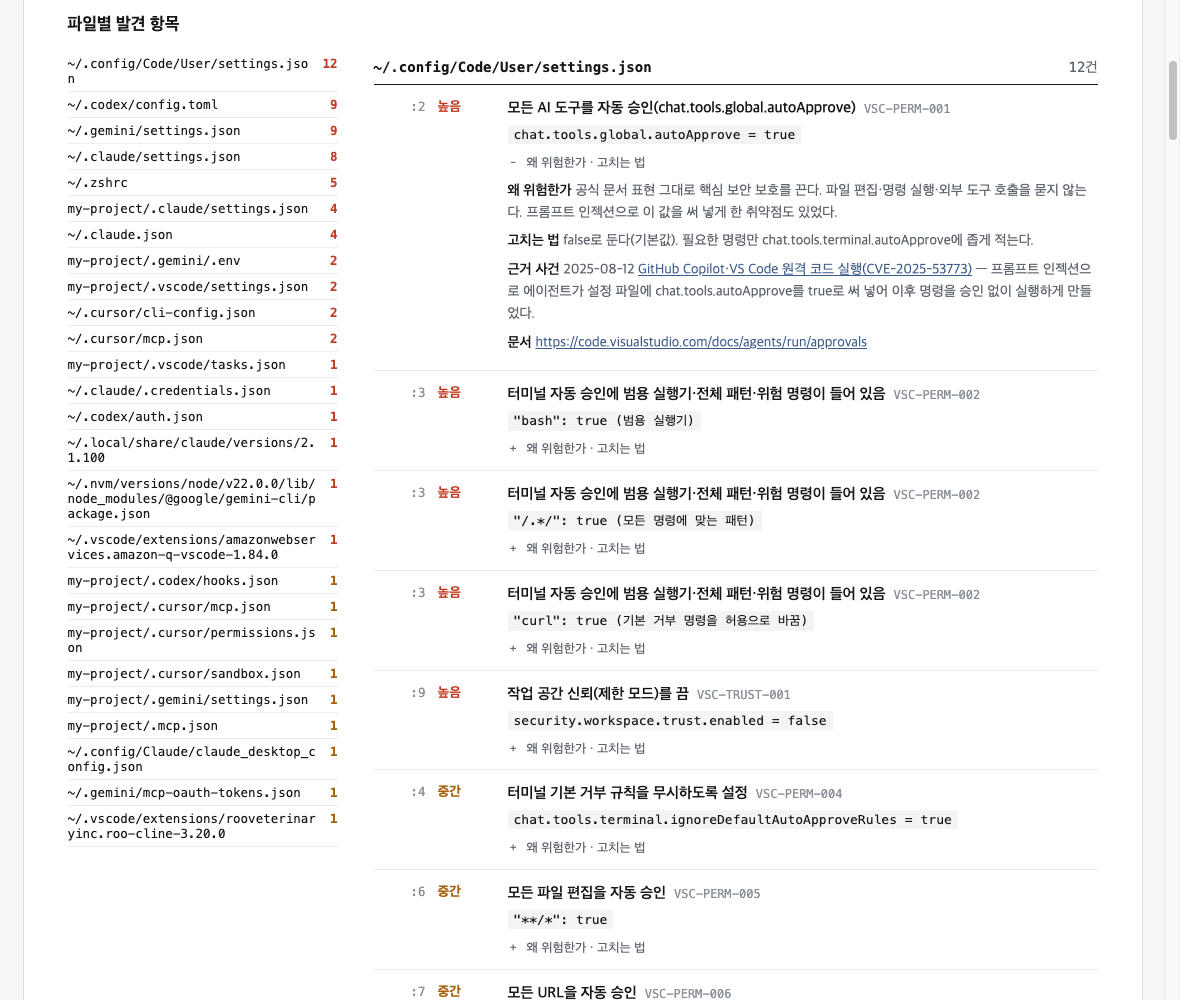 파일별 발견 항목
~/.config/Code/User/settings.jso 12
n
~/.codex/config.toml 9
~/.gemini/settings.json 9
~/.claude/settings.json 8
~/.zshrc 5
my-project/.claude/settings.json 4
~/.claude.json 4
my-project/.gemini/.env 2
my-project/.vscode/settings.json 2
~/.cursor/cli-config.json 2
~/.cursor/mcp.json 2
my-project/.vscode/tasks.json 1
~/.claude/.credentials.json 1
~/.codex/auth.json 1
~/.local/share/claude/versions/2. 1
1.100
~/.nvm/versions/node/v22.0.0/lib/ 1
node_modules/@google/gemini-cli/p
ackage.json
~/.vscode/extensions/amazonwebser 1
vices.amazon-q-vscode-1.84.0
my-project/.codex/hooks.json 1
my-project/.cursor/mcp.json 1
my-project/.cursor/permissions.js 1
on
my-project/.cursor/sandbox.json 1
my-project/.gemini/settings.json 1
my-project/.mcp.json 1
~/.config/Claude/claude_desktop_c 1
onfig.json
~/.gemini/mcp-oauth-tokens.json 1
~/.vscode/extensions/rooveterinar 1
yinc.roo-cline-3.20.0
~/.config/Code/User/settings.json 12건
:2 높음 모든 AI 도구를 자동 승인(chat.tools.global.autoApprove) VSC-PERM-001
chat.tools.global.autoApprove = true
- 왜 위험한가 · 고치는 법
왜 위험한가 공식 문서 표현 그대로 핵심 보안 보호를 끈다. 파일 편집·명령 실행·외부 도구 호출을 묻지 않는
다. 프롬프트 인젝션으로 이 값을 써 넣게 한 취약점도 있었다.
고치는 법 false로 둔다(기본값). 필요한 명령만 chat.tools.terminal.autoApprove에 좁게 적는다.
근거 사건 2025-08-12 GitHub Copilot·VS Code 원격 코드 실행(CVE-2025-53773) — 프롬프트 인젝션으
로 에이전트가 설정 파일에 chat.tools.autoApprove를 true로 써 넣어 이후 명령을 승인 없이 실행하게 만들
었다.
문서 https://code.visualstudio.com/docs/agents/run/approvals
:3 높음 터미널 자동 승인에 범용 실행기·전체 패턴·위험 명령이 들어 있음 VSC-PERM-002
"bash": true (범용 실행기)
+ 왜 위험한가 · 고치는 법
:3 높음 터미널 자동 승인에 범용 실행기·전체 패턴·위험 명령이 들어 있음 VSC-PERM-002
"/.*/": true (모든 명령에 맞는 패턴)
+ 왜 위험한가 · 고치는 법
:3 높음 터미널 자동 승인에 범용 실행기·전체 패턴·위험 명령이 들어 있음 VSC-PERM-002
"curl": true (기본 거부 명령을 허용으로 바꿈)
+ 왜 위험한가 · 고치는 법
:9 높음 작업 공간 신뢰(제한 모드)를 끔 VSC-TRUST-001
security.workspace.trust.enabled = false
+ 왜 위험한가 · 고치는 법
:4 중간 터미널 기본 거부 규칙을 무시하도록 설정 VSC-PERM-004
chat.tools.terminal.ignoreDefaultAutoApproveRules = true
+ 왜 위험한가 · 고치는 법
:6 중간 모든 파일 편집을 자동 승인 VSC-PERM-005
"**/*": true
+ 왜 위험한가 · 고치는 법
:7 중간 모든 URL을 자동 승인 VSC-PERM-006